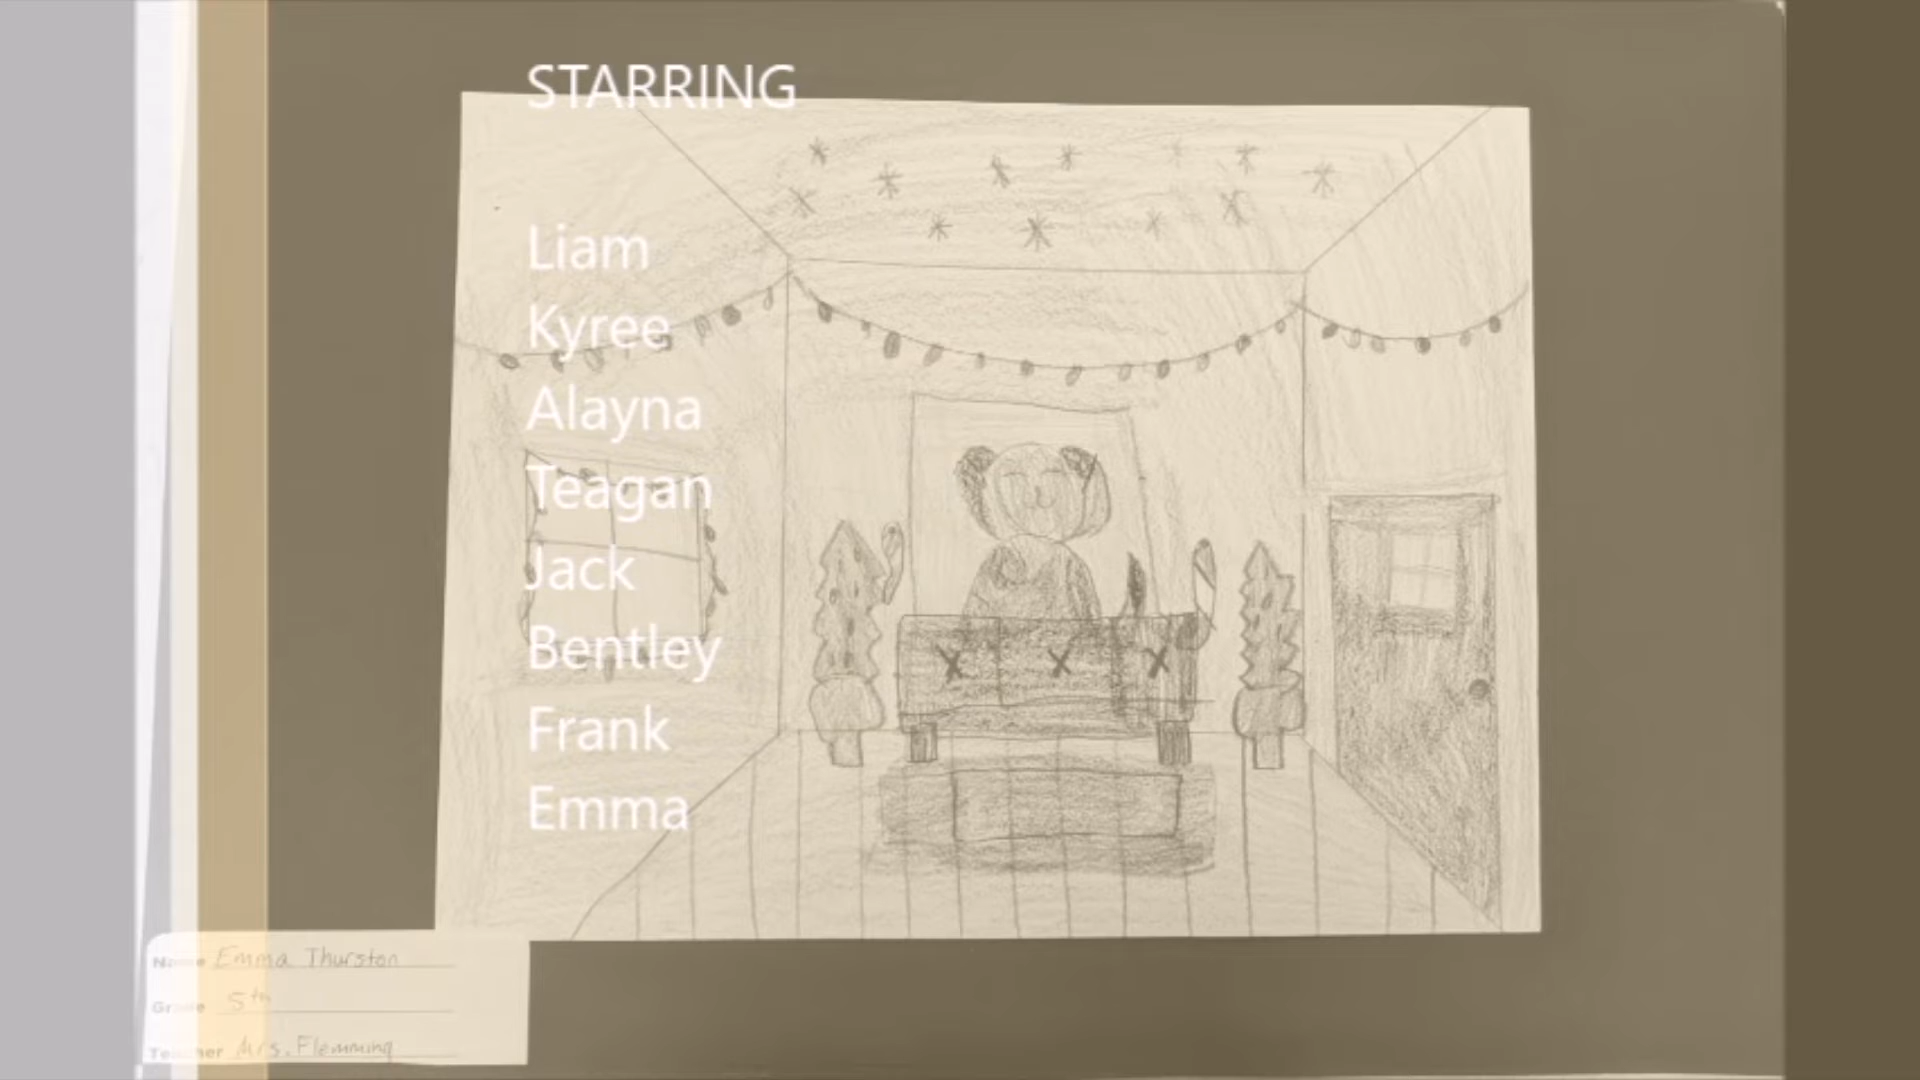 STARRING
Liam
Kyree
Alayna
Teagan
Jack
Bentley
Frank
Emma
Name Emma Thurston
Grade 5th
Teacher Mrs. Flemming